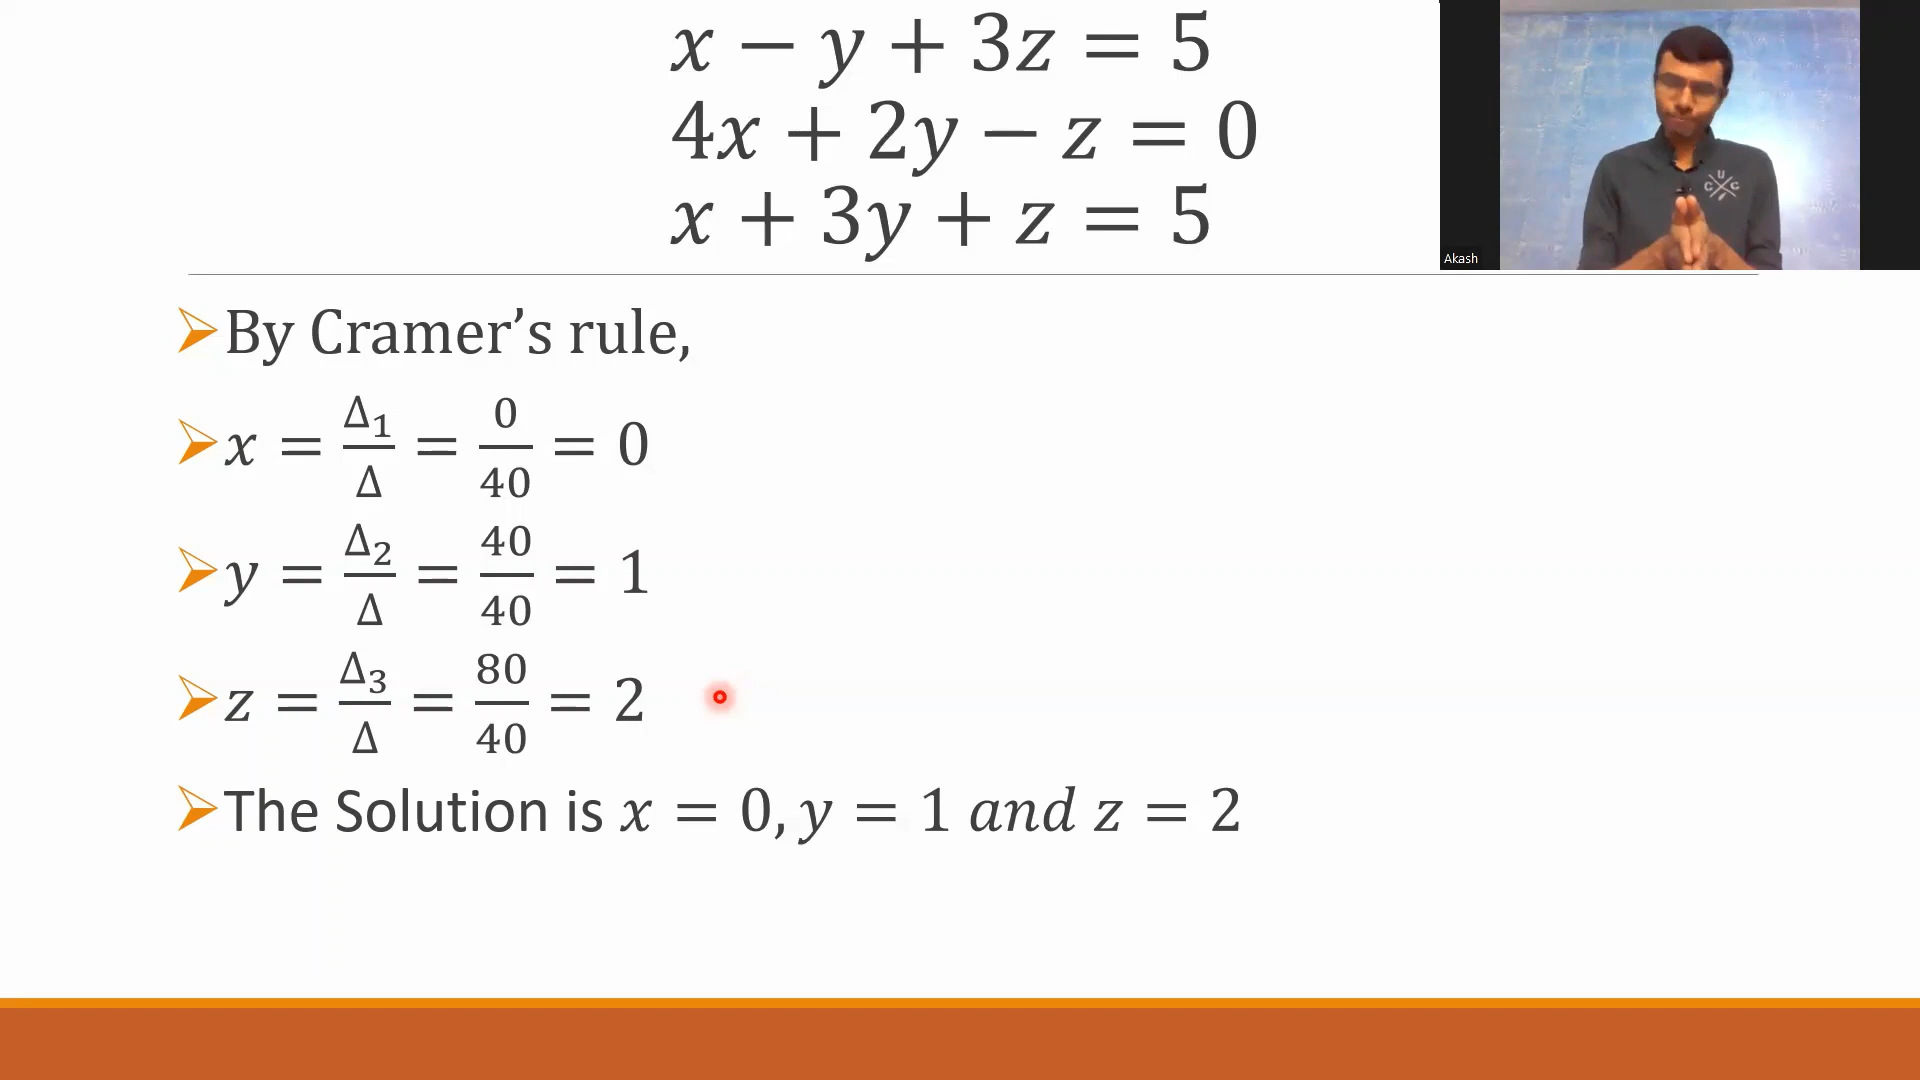 x − y + 3z = 5
4x + 2y − z = 0
x + 3y + z = 5
U
C C
Akash
By Cramer’s rule,
x = Δ₁/Δ = 0/40 = 0
y = Δ₂/Δ = 40/40 = 1
z = Δ₃/Δ = 80/40 = 2
The Solution is x = 0, y = 1 and z = 2